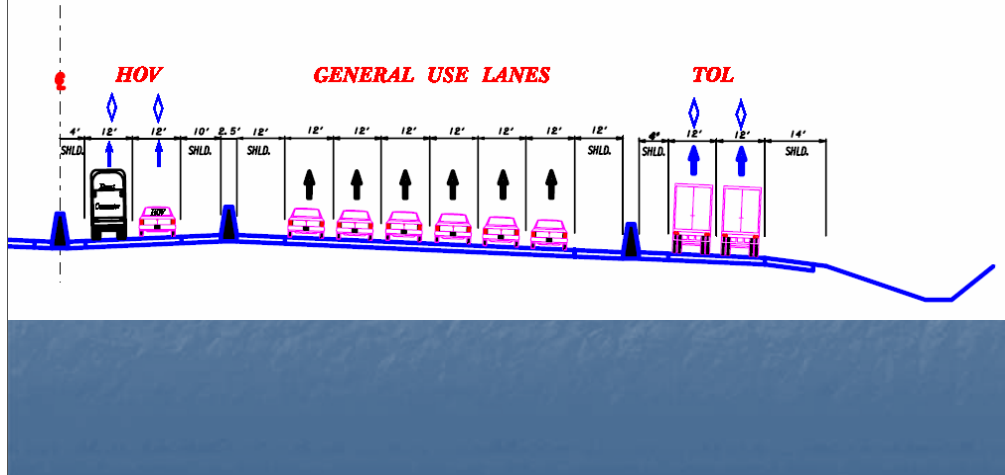 HOV GENERAL USE LANES TOL
4' 12' 12' 10' 2.5' 12' 12' 12' 12' 12' 12' 12' 12' 4' 12' 12' 14'
SHLD. SHLD. SHLD. SHLD. SHLD. SHLD.
HOV
Commuter